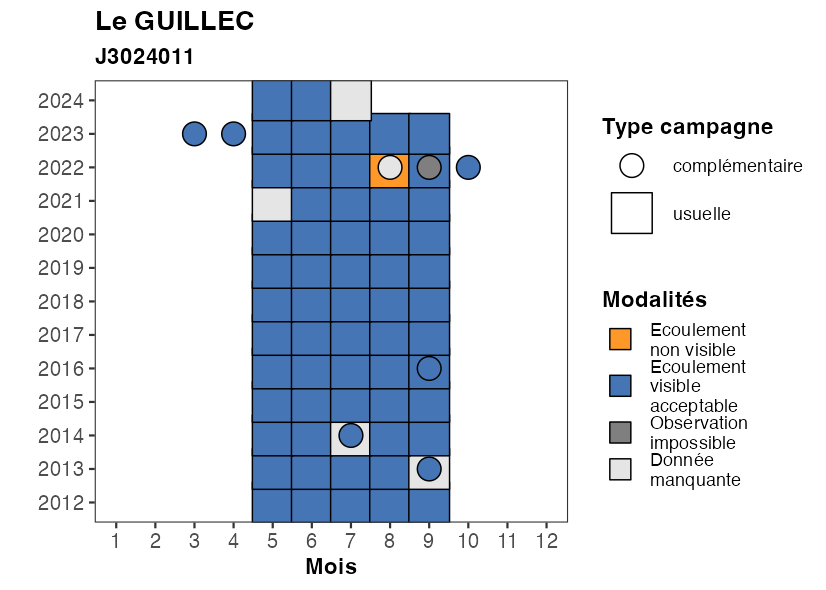 Le GUILLEC
J3024011
2024
2023
2022
2021
2020
2019
2018
2017
2016
2015
2014
2013
2012
1 2 3 4 5 6 7 8 9 10 11 12
Mois
Type campagne
complémentaire
usuelle
Modalités
Ecoulement
non visible
Ecoulement
visible
acceptable
Observation
impossible
Donnée
manquante